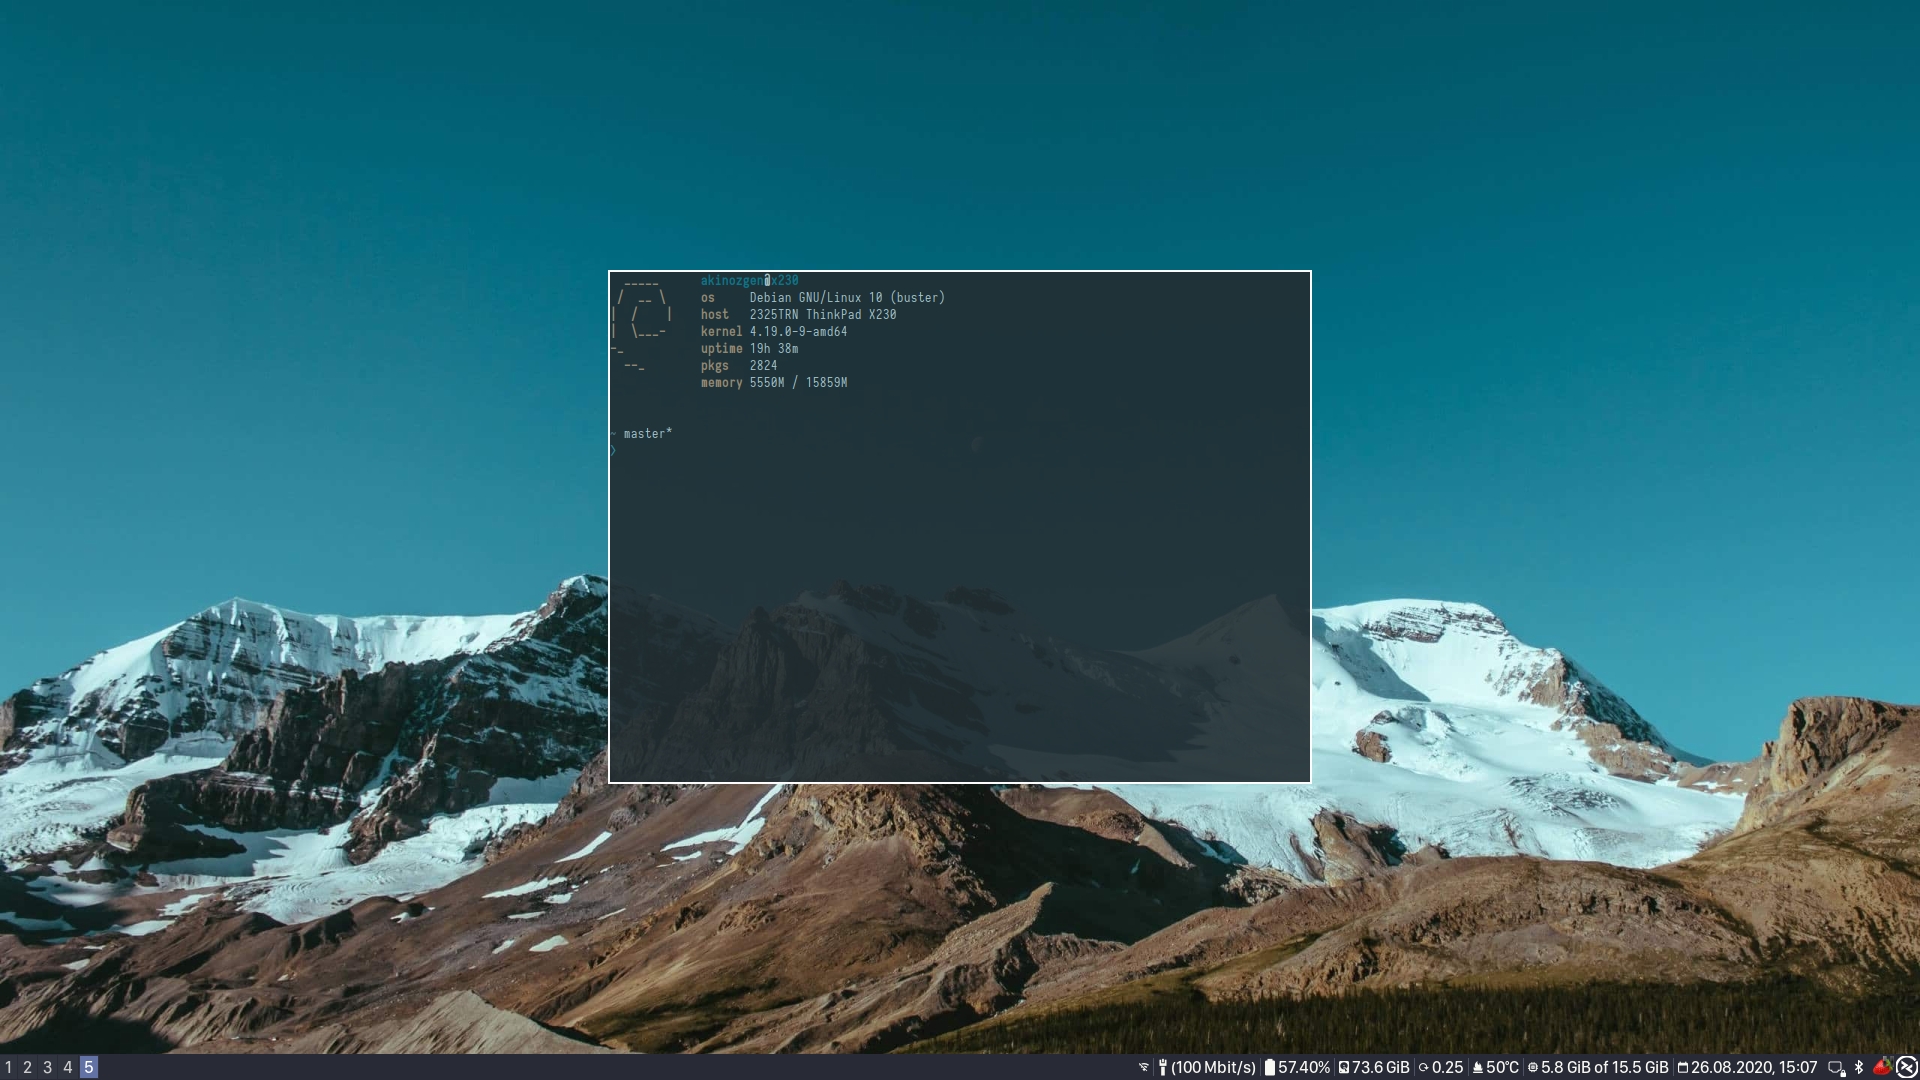 akinozgen@x230
os Debian GNU/Linux 10 (buster)
host 2325TRN ThinkPad X230
kernel 4.19.0-9-amd64
uptime 19h 38m
pkgs 2824
memory 5550M / 15859M
~ master*
❯
1 2 3 4 5
(100 Mbit/s) 57.40% 73.6 GiB 0.25 50°C 5.8 GiB of 15.5 GiB 26.08.2020, 15:07